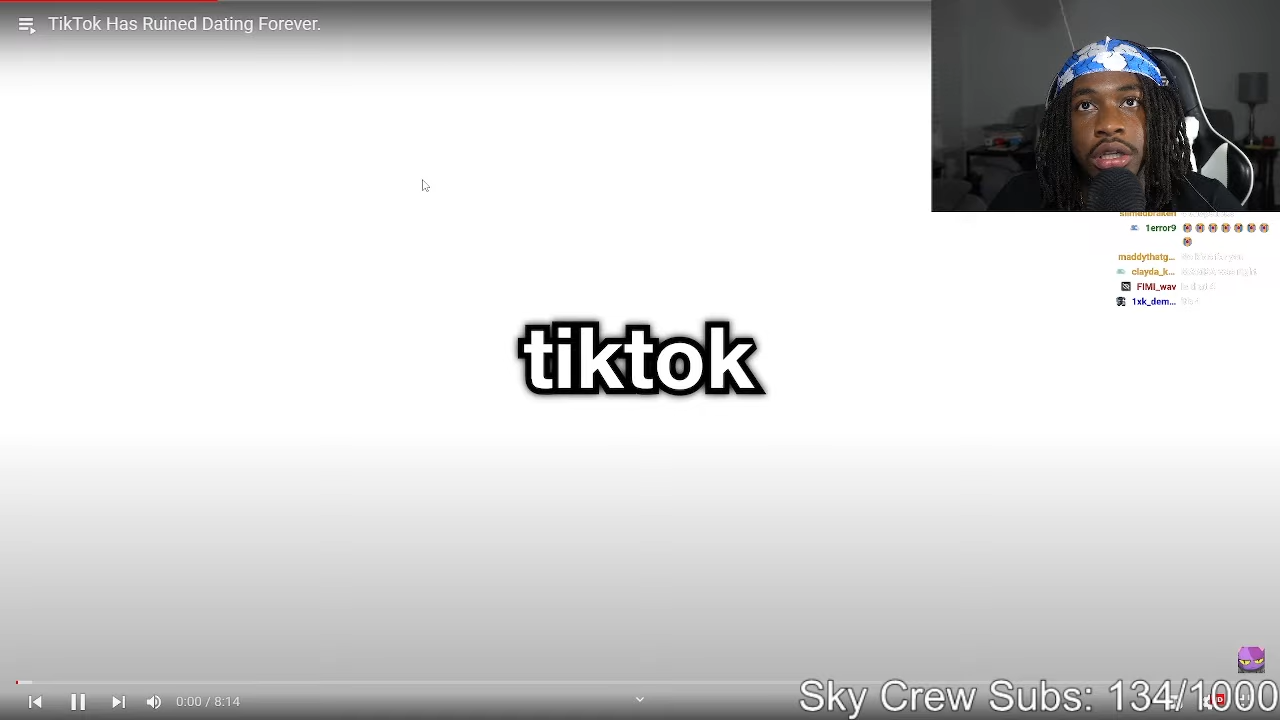 TikTok Has Ruined Dating Forever.
1error9
maddythatg...
clayda_k...
FIMI_wav
1xk_dem...
tiktok
0:00 / 8:14
Sky Crew Subs: 134/1000